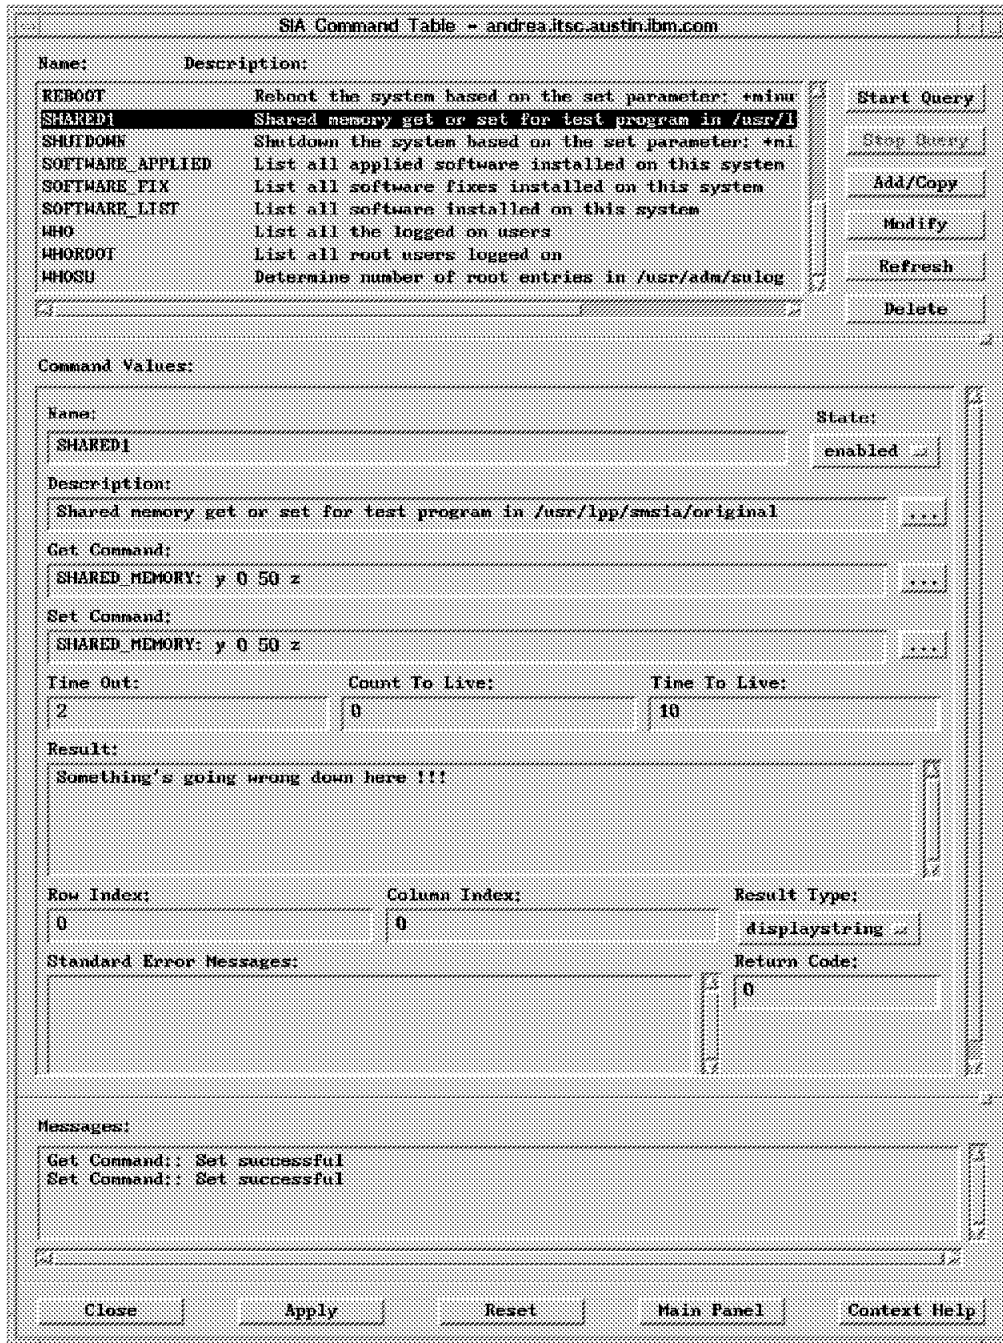 SIA Command Table - andrea.itsc.austin.ibm.com
Name: Description:
REBOOT Reboot the system based on the set parameter: +minu
SHARED1 Shared memory get or set for test program in /usr/l
SHUTDOWN Shutdown the system based on the set parameter: +mi
SOFTWARE_APPLIED List all applied software installed on this system
SOFTWARE_FIX List all software fixes installed on this system
SOFTWARE_LIST List all software installed on this system
WHO List all the logged on users
WHOROOT List all root users logged on
WHOSU Determine number of root entries in /usr/adm/sulog
Start Query
Stop Query
Add/Copy
Modify
Refresh
Delete
Command Values:
Name:
State:
SHARED1
enabled
Description:
Shared memory get or set for test program in /usr/lpp/smsia/original
...
Get Command:
SHARED_MEMORY: y 0 50 z
...
Set Command:
SHARED_MEMORY: y 0 50 z
...
Time Out: Count To Live: Time To Live:
2 0 10
Result:
Something's going wrong down here !!!
Row Index: Column Index: Result Type:
0 0 displaystring
Standard Error Messages: Return Code:
0
Messages:
Get Command:: Set successful
Set Command:: Set successful
Close Apply Reset Main Panel Context Help